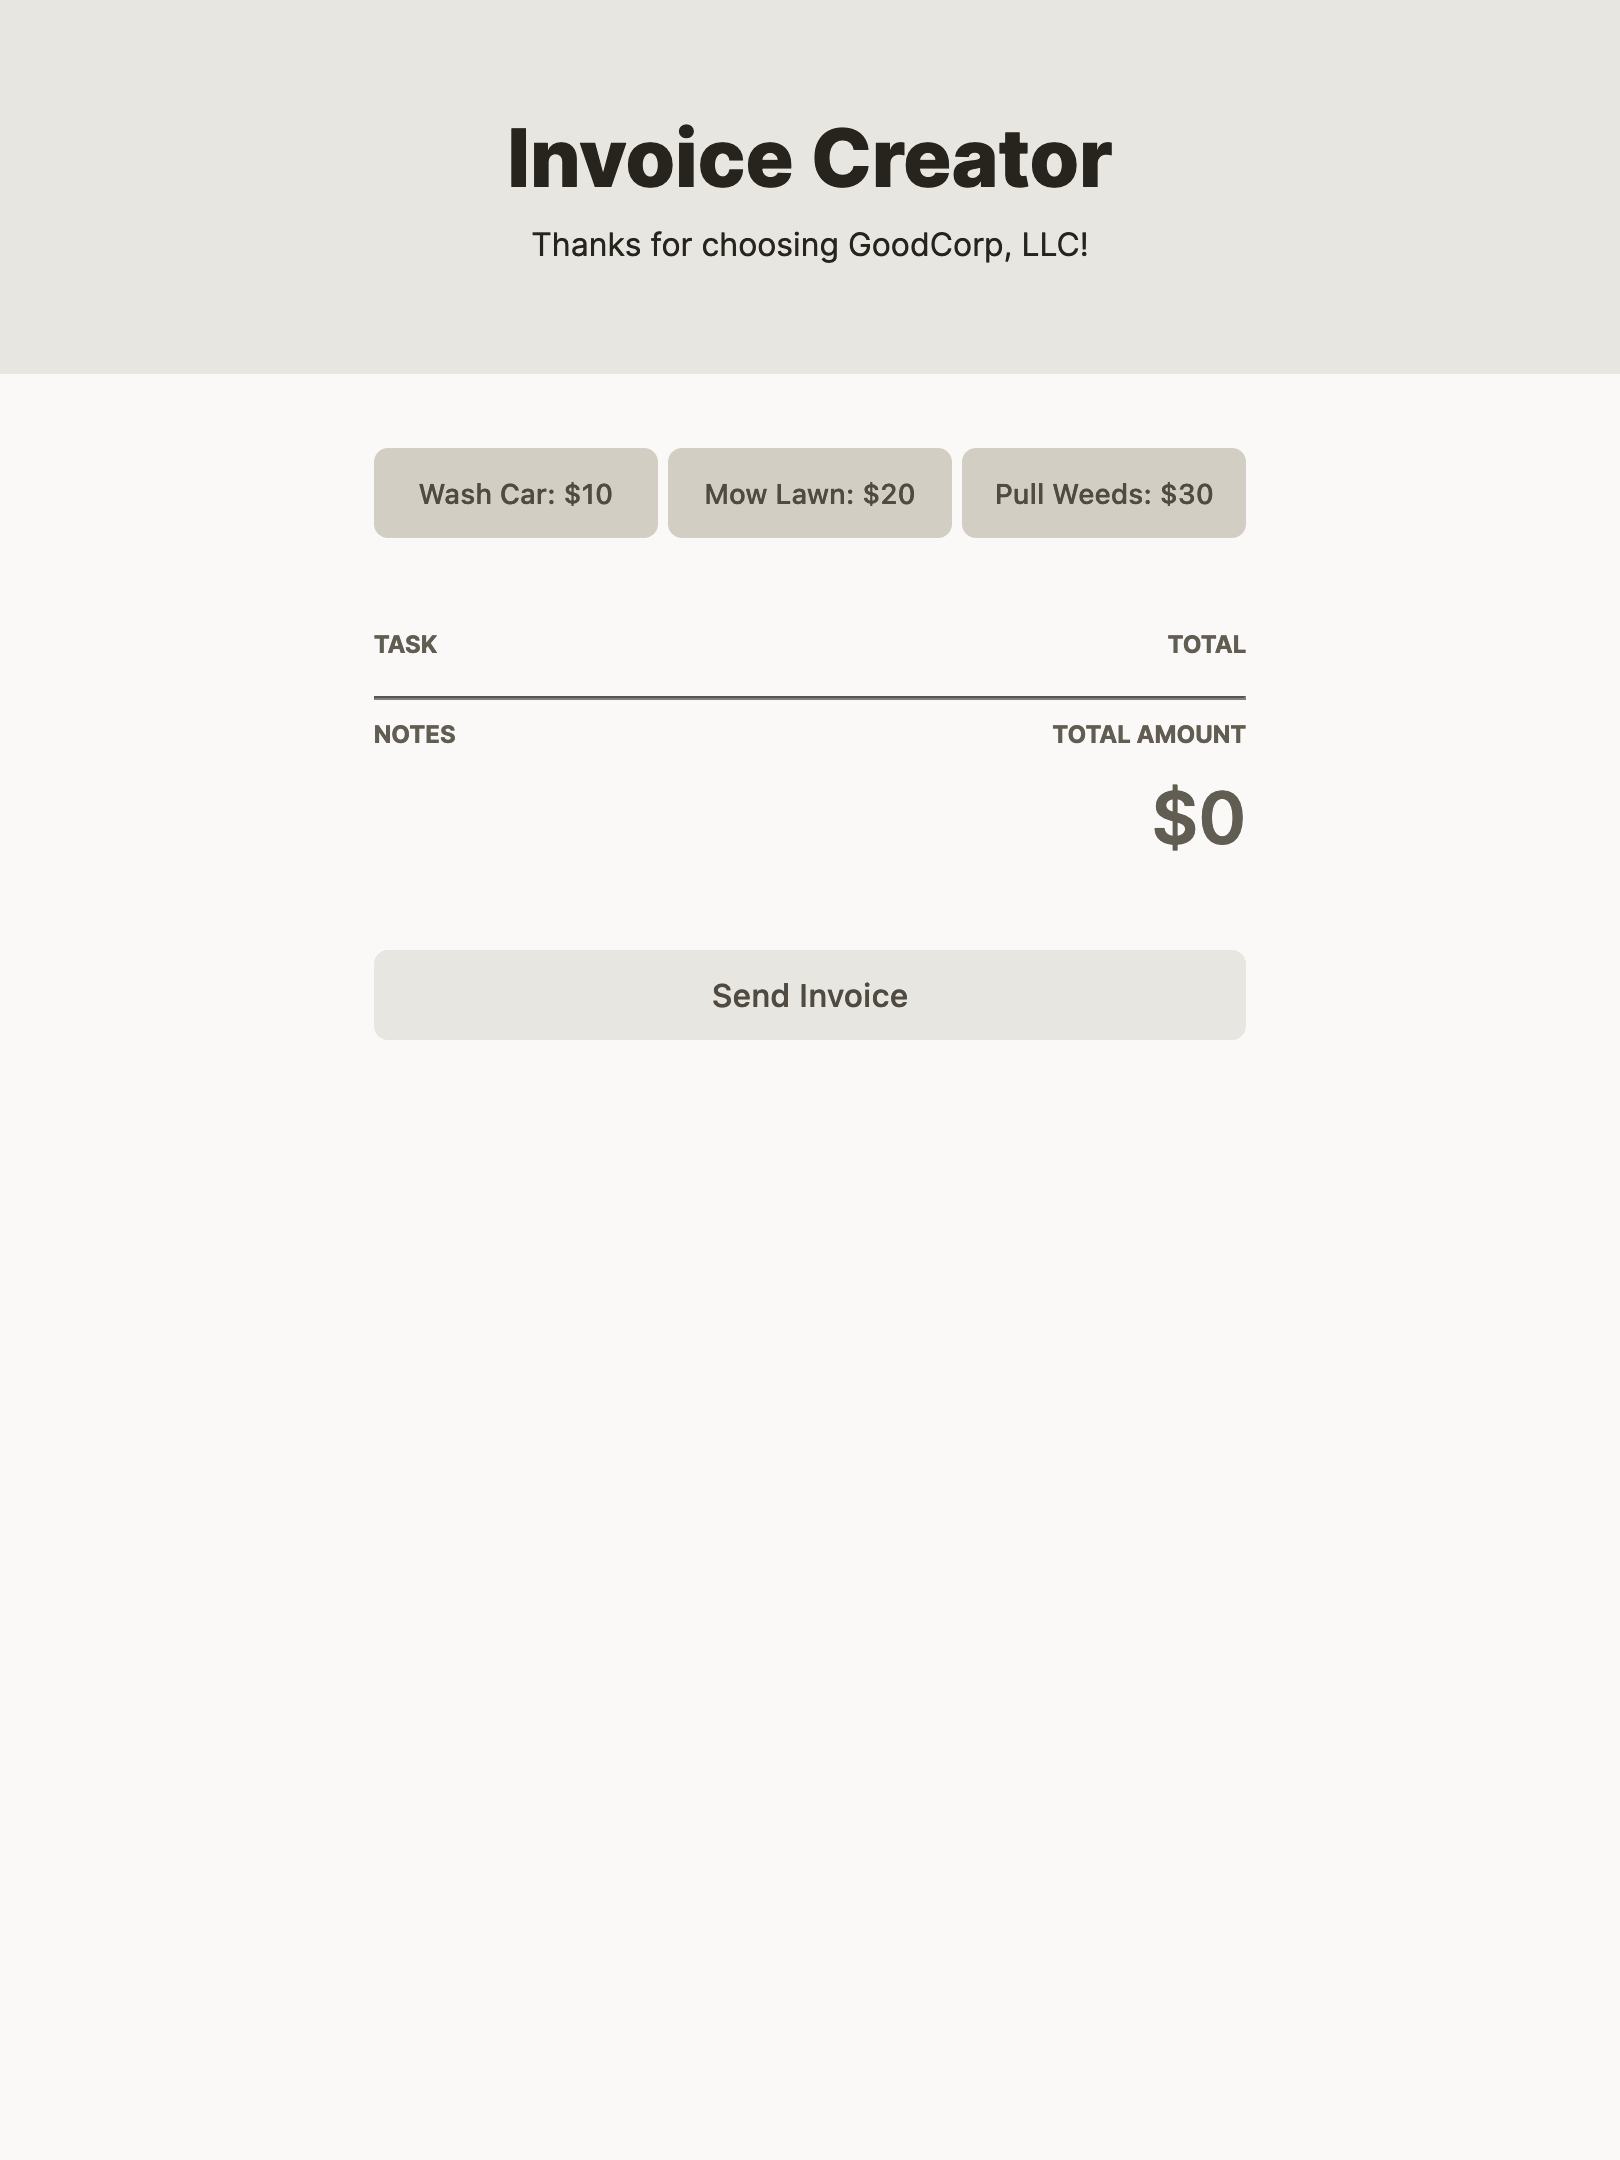 Invoice Creator
Thanks for choosing GoodCorp, LLC!
Wash Car: $10 Mow Lawn: $20 Pull Weeds: $30
TASK TOTAL
NOTES TOTAL AMOUNT
$0
Send Invoice